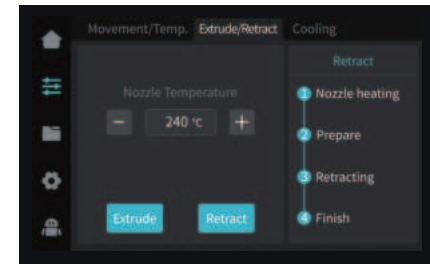 Movement/Temp. Extrude/Retract Cooling
Retract
Nozzle Temperature
− 240 °C +
1 Nozzle heating
2 Prepare
3 Retracting
4 Finish
Extrude Retract